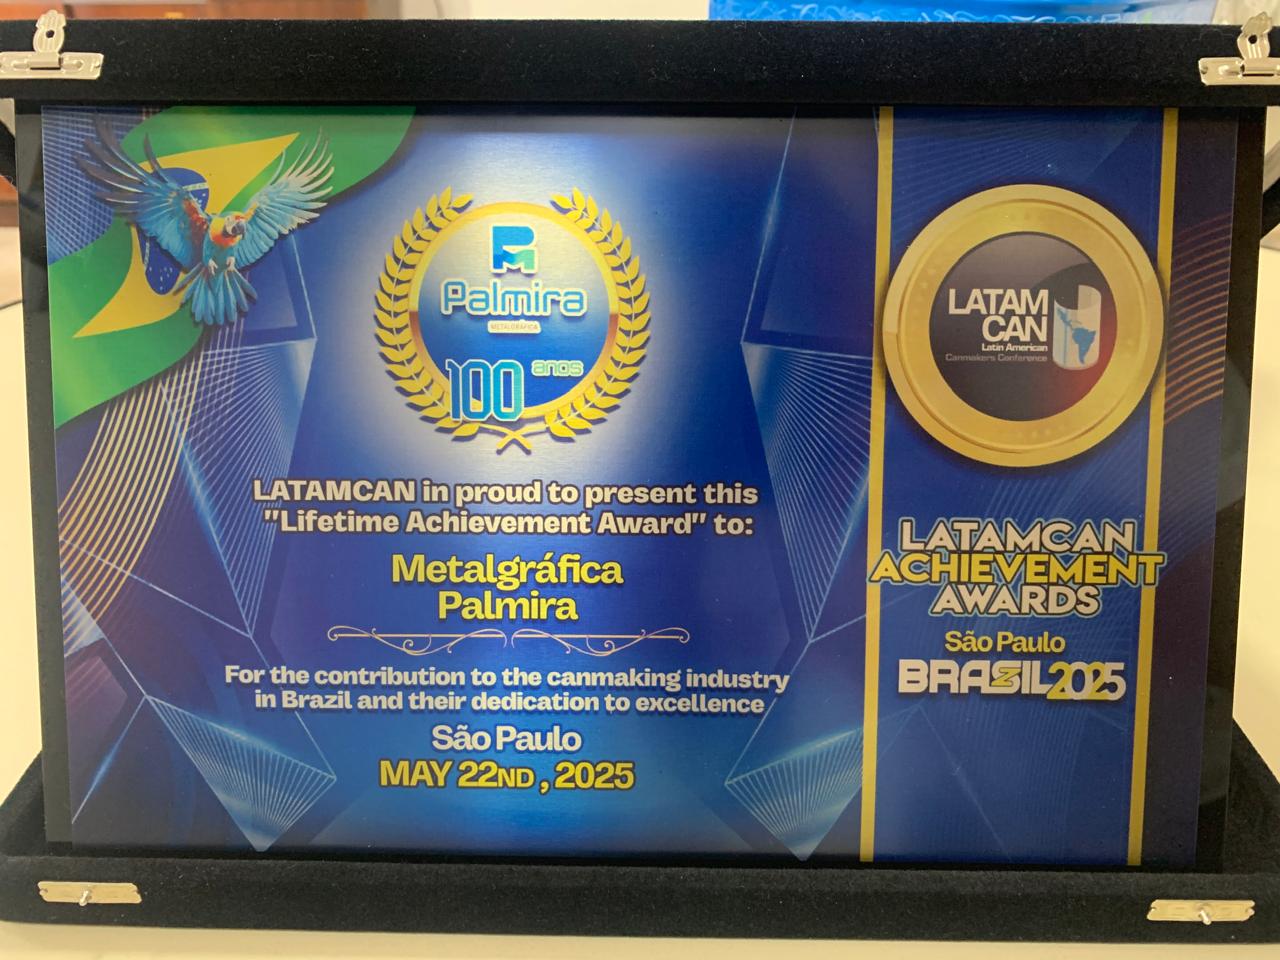 Palmira
METALGRÁFICA
100 anos
LATAMCAN in proud to present this
"Lifetime Achievement Award" to:
Metalgráfica
Palmira
For the contribution to the canmaking industry
in Brazil and their dedication to excellence
São Paulo
MAY 22ND, 2025
LATAM
CAN
Latin American
Canmakers Conference
LATAMCAN
ACHIEVEMENT
AWARDS
São Paulo
BRASIL2025